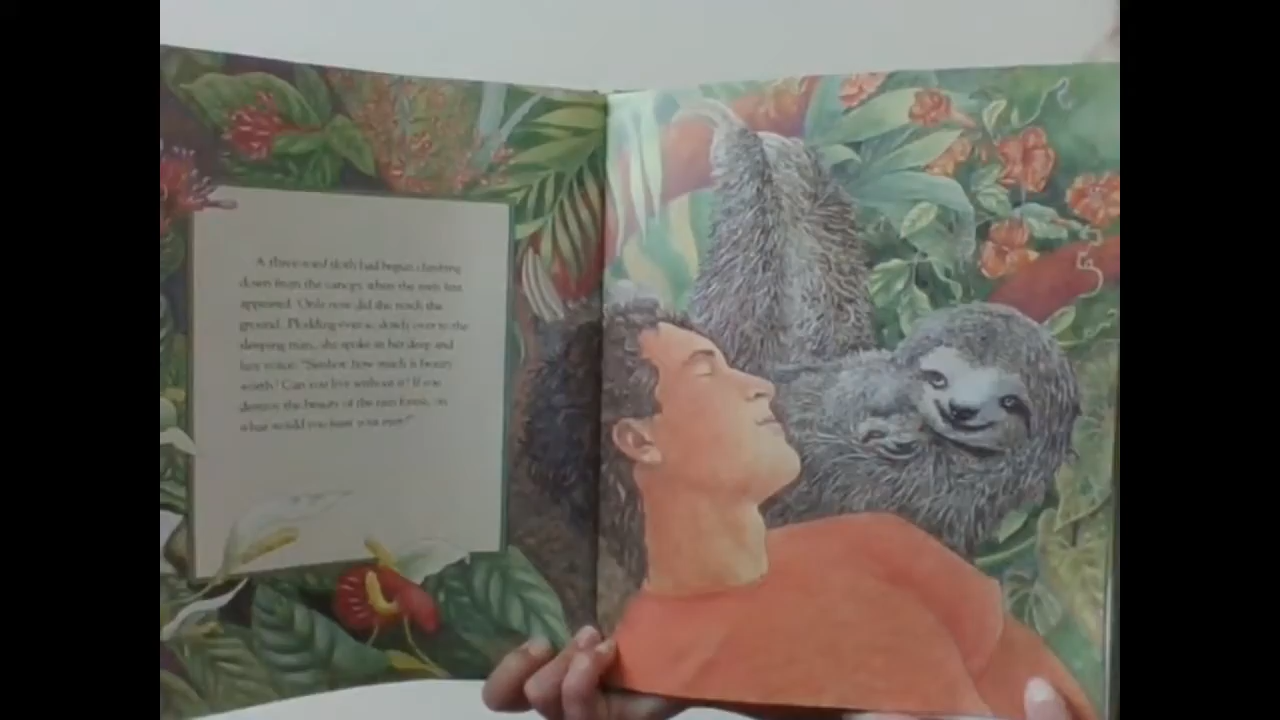 A three-toed sloth had begun climbing
down from the canopy when the men first
appeared. Only now did she reach the
ground. Plodding ever so slowly over to the
sleeping man, she spoke in her deep and
lazy voice: "Senhor, how much is beauty
worth? Can you live without it? If you
destroy the beauty of the rain forest, on
what would you feast your eyes?"